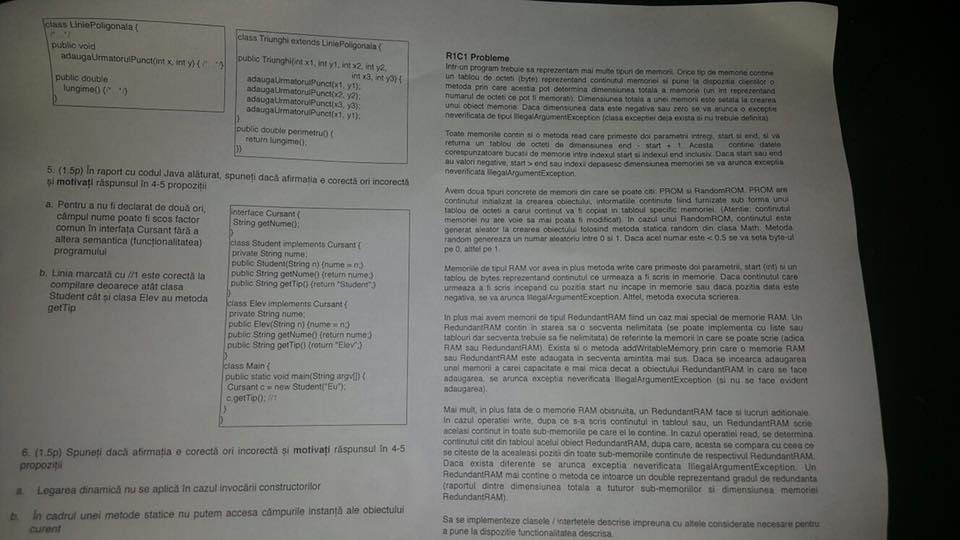 class LiniePoligonala {
/*...*/
public void
adaugaUrmatorulPunct(int x, int y) { /*...*/}
public double
lungime() {/*...*/}
}
class Triunghi extends LiniePoligonala {
public Triunghi(int x1, int y1, int x2, int y2,
int x3, int y3) {
adaugaUrmatorulPunct(x1, y1);
adaugaUrmatorulPunct(x2, y2);
adaugaUrmatorulPunct(x3, y3);
adaugaUrmatorulPunct(x1, y1);
}
public double perimetru() {
return lungime();
}}
5. (1.5p) În raport cu codul Java alăturat, spuneți dacă afirmația e corectă ori incorectă
și motivați răspunsul în 4-5 propoziții
a. Pentru a nu fi declarat de două ori,
câmpul nume poate fi scos factor
comun în interfața Cursant fără a
altera semantica (funcționalitatea)
programului
b. Linia marcată cu //1 este corectă la
compilare deoarece atât clasa
Student cât și clasa Elev au metoda
getTip
interface Cursant {
String getNume();
}
class Student implements Cursant {
private String nume;
public Student(String n) {nume = n;}
public String getNume() {return nume;}
public String getTip() {return "Student";}
}
class Elev implements Cursant {
private String nume;
public Elev(String n) {nume = n;}
public String getNume() {return nume;}
public String getTip() {return "Elev";}
}
class Main {
public static void main(String argv[]) {
Cursant c = new Student("Eu");
c.getTip(); //1
}
}
6. (1.5p) Spuneți dacă afirmația e corectă ori incorectă și motivați răspunsul în 4-5
propoziții
a. Legarea dinamică nu se aplică în cazul invocării constructorilor
b. În cadrul unei metode statice nu putem accesa câmpurile instanță ale obiectului
curent
R1C1 Probleme
Intr-un program trebuie sa reprezentam mai multe tipuri de memorii. Orice tip de memorie contine
un tablou de octeti (byte) reprezentand continutul memoriei si pune la dispozitia clientilor o
metoda prin care acestia pot determina dimensiunea totala a memoriei (un int reprezentand
numarul de octeti ce pot fi memorati). Dimensiunea totala a unei memorii este setata la crearea
unui obiect memorie. Daca dimensiunea data este negativa sau zero se va arunca o exceptie
neverificata de tipul IllegalArgumentException (clasa exceptiei deja exista si nu trebuie definita)
Toate memoriile contin si o metoda read care primeste doi parametrii intregi, start si end, si va
returna un tablou de octeti de dimensiunea end - start + 1. Acesta contine datele
corespunzatoare bucatii de memorie intre indexul start si indexul end inclusiv. Daca start sau end
au valori negative, start > end sau indexii depasesc dimensiunea memoriei se va arunca exceptia
neverificata IllegalArgumentException.
Avem doua tipuri concrete de memorii din care se poate citi: PROM si RandomROM. PROM are
continutul initializat la crearea obiectului, informatiile continute fiind furnizate sub forma unui
tablou de octeti a carui continut va fi copiat in tabloul specific memoriei. (Atentie: continutul
memoriei nu are voie sa mai poata fi modificat). In cazul unui RandomROM, continutul este
generat aleator la crearea obiectului folosind metoda statica random din clasa Math. Metoda
random genereaza un numar aleatoriu intre 0 si 1. Daca acel numar este < 0.5 se va seta byte-ul
pe 0, altfel pe 1.
Memoriile de tipul RAM vor avea in plus metoda write care primeste doi parametrii, start (int) si un
tablou de bytes reprezentand continutul ce urmeaza a fi scris in memorie. Daca continutul care
urmeaza a fi scris incepand cu pozitia start nu incape in memorie sau daca pozitia data este
negativa, se va arunca IllegalArgumentException. Altfel, metoda executa scrierea.
In plus mai avem memorii de tipul RedundantRAM fiind un caz mai special de memorie RAM. Un
RedundantRAM contin in starea sa o secventa nelimitata (se poate implementa cu liste sau
tablouri dar secventa trebuie sa fie nelimitata) de referinte la memorii in care se poate scrie (adica
RAM sau RedundantRAM). Exista si o metoda addWritableMemory prin care o memorie RAM
sau RedundantRAM este adaugata in secventa amintita mai sus. Daca se incearca adaugarea
unei memorii a carei capacitate e mai mica decat a obiectului RedundantRAM in care se face
adaugarea, se arunca exceptia neverificata IllegalArgumentException (si nu se face evident
adaugarea).
Mai mult, in plus fata de o memorie RAM obisnuita, un RedundantRAM face si lucruri aditionale.
In cazul operatiei write, dupa ce s-a scris continutul in tabloul sau, un RedundantRAM scrie
acelasi continut in toate sub-memoriile pe care el le contine. In cazul operatiei read, se determina
continutul citit din tabloul acelui obiect RedundantRAM, dupa care, acesta se compara cu ceea ce
se citeste de la acealeasi pozitii din toate sub-memoriile continute de respectivul RedundantRAM.
Daca exista diferente se arunca exceptia neverificata IllegalArgumentException. Un
RedundantRAM mai contine o metoda ce intoarce un double reprezentand gradul de redundanta
(raportul dintre dimensiunea totala a tuturor sub-memoriilor si dimensiunea memoriei
RedundantRAM).
Sa se implementeze clasele / interfetele descrise impreuna cu altele considerate necesare pentru
a pune la dispozitie functionalitatea descrisa.